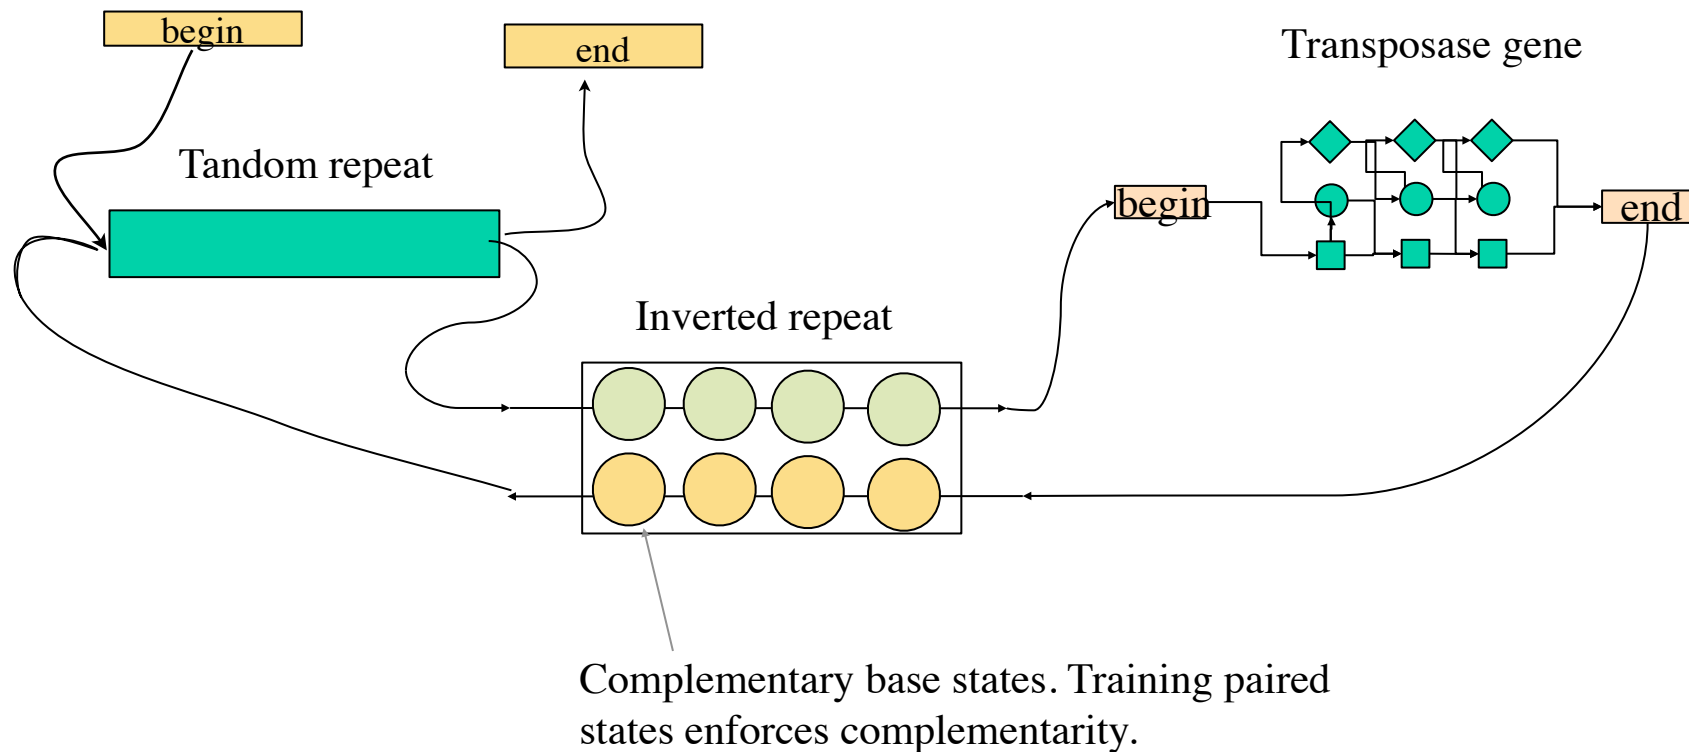 begin
end
Transposase gene
Tandom repeat
begin
end
Inverted repeat
Complementary base states. Training paired
states enforces complementarity.